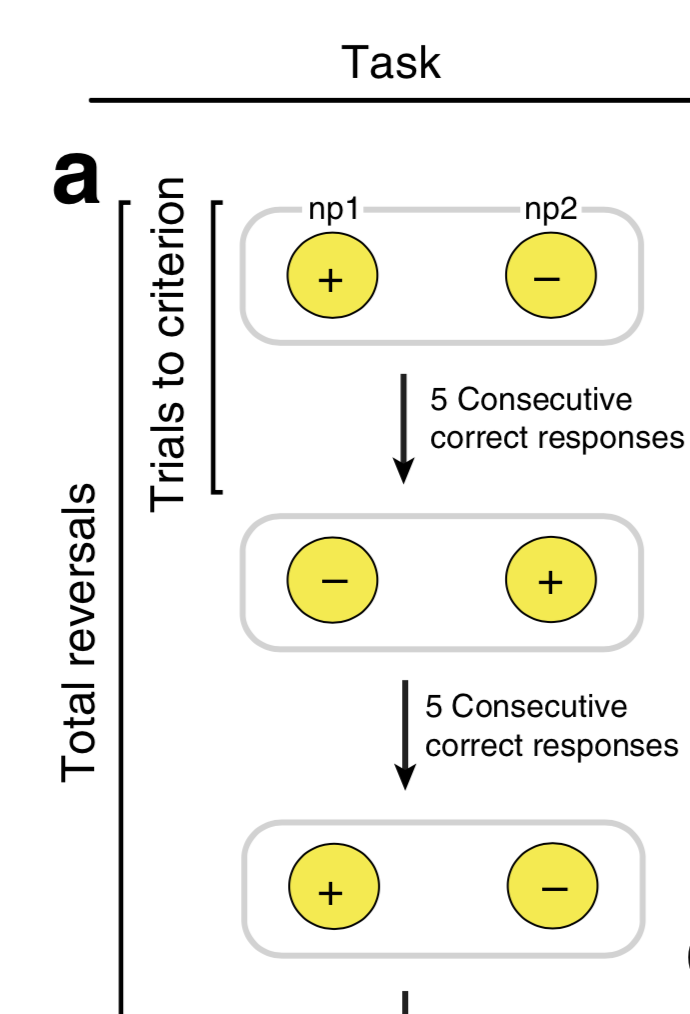 Task
a
Trials to criterion
Total reversals
np1 np2
+ −
5 Consecutive
correct responses
− +
5 Consecutive
correct responses
+ −